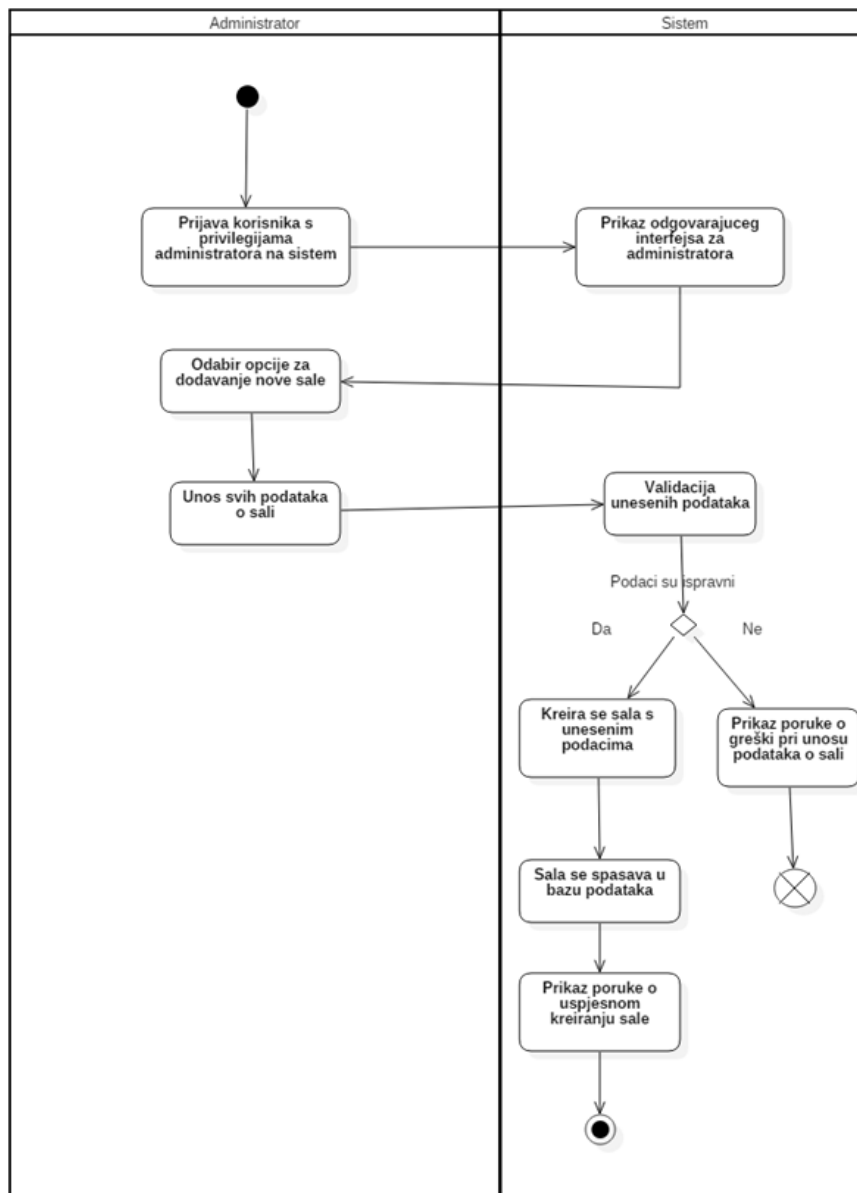 Administrator
Sistem
Prijava korisnika s
privilegijama
administratora na sistem
Prikaz odgovarajuceg
interfejsa za
administratora
Odabir opcije za
dodavanje nove sale
Unos svih podataka
o sali
Validacija
unesenih podataka
Podaci su ispravni
Da
Ne
Kreira se sala s
unesenim
podacima
Prikaz poruke o
greški pri unosu
podataka o sali
Sala se spasava u
bazu podataka
Prikaz poruke o
uspjesnom
kreiranju sale